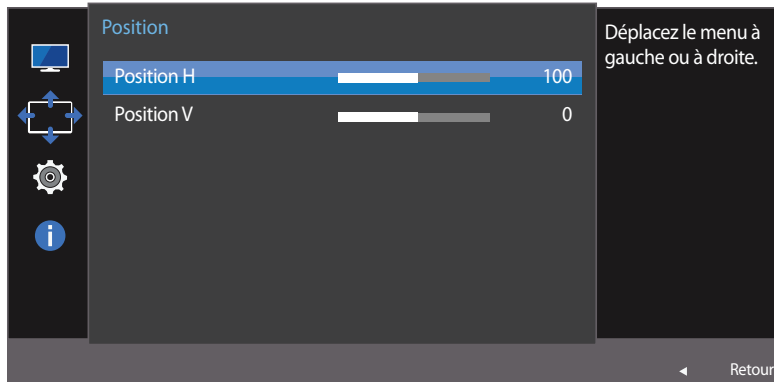 Position
Position H 100
Position V 0
Déplacez le menu à
gauche ou à droite.
Retour